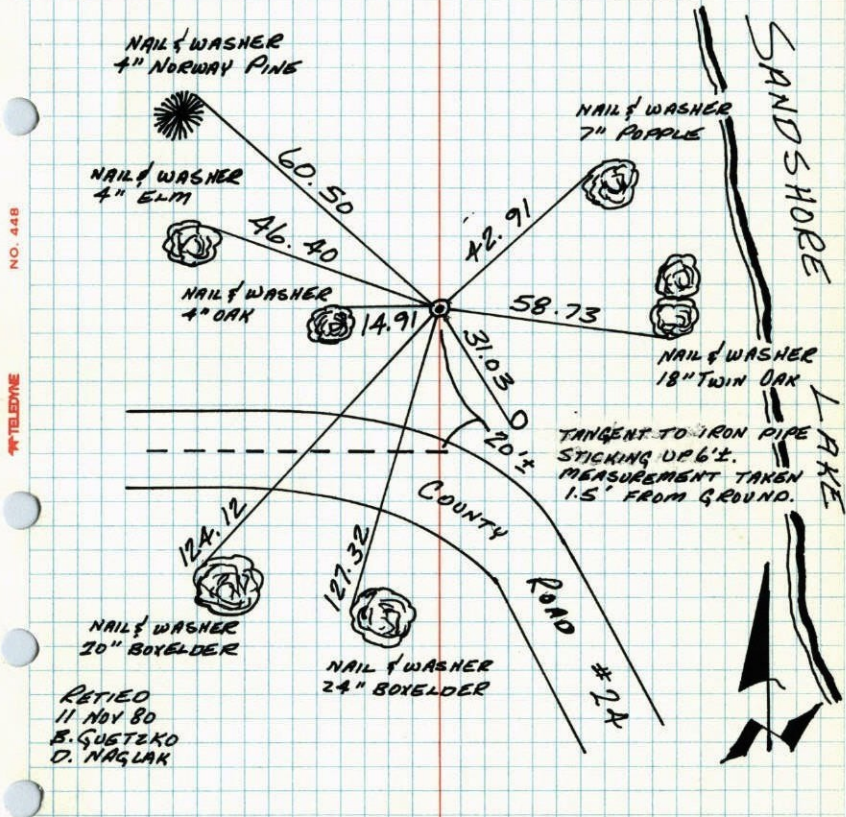 NAIL & WASHER
4" NORWAY PINE
60.50
NAIL & WASHER
7" POPPLE
42.91
NAIL & WASHER
4" ELM
46.40
NAIL & WASHER
4" OAK
14.91
58.73
NAIL & WASHER
18" TWIN OAK
31.03
20'±
TANGENT TO IRON PIPE
STICKING UP 6'±.
MEASUREMENT TAKEN
1.5' FROM GROUND.
SANDSHORE LAKE
COUNTY ROAD #24
124.12
NAIL & WASHER
20" BOXELDER
127.32
NAIL & WASHER
24" BOXELDER
RETIED
11 NOV 80
B. GUETZKO
D. NAGLAK
NO. 448
TELEDYNE